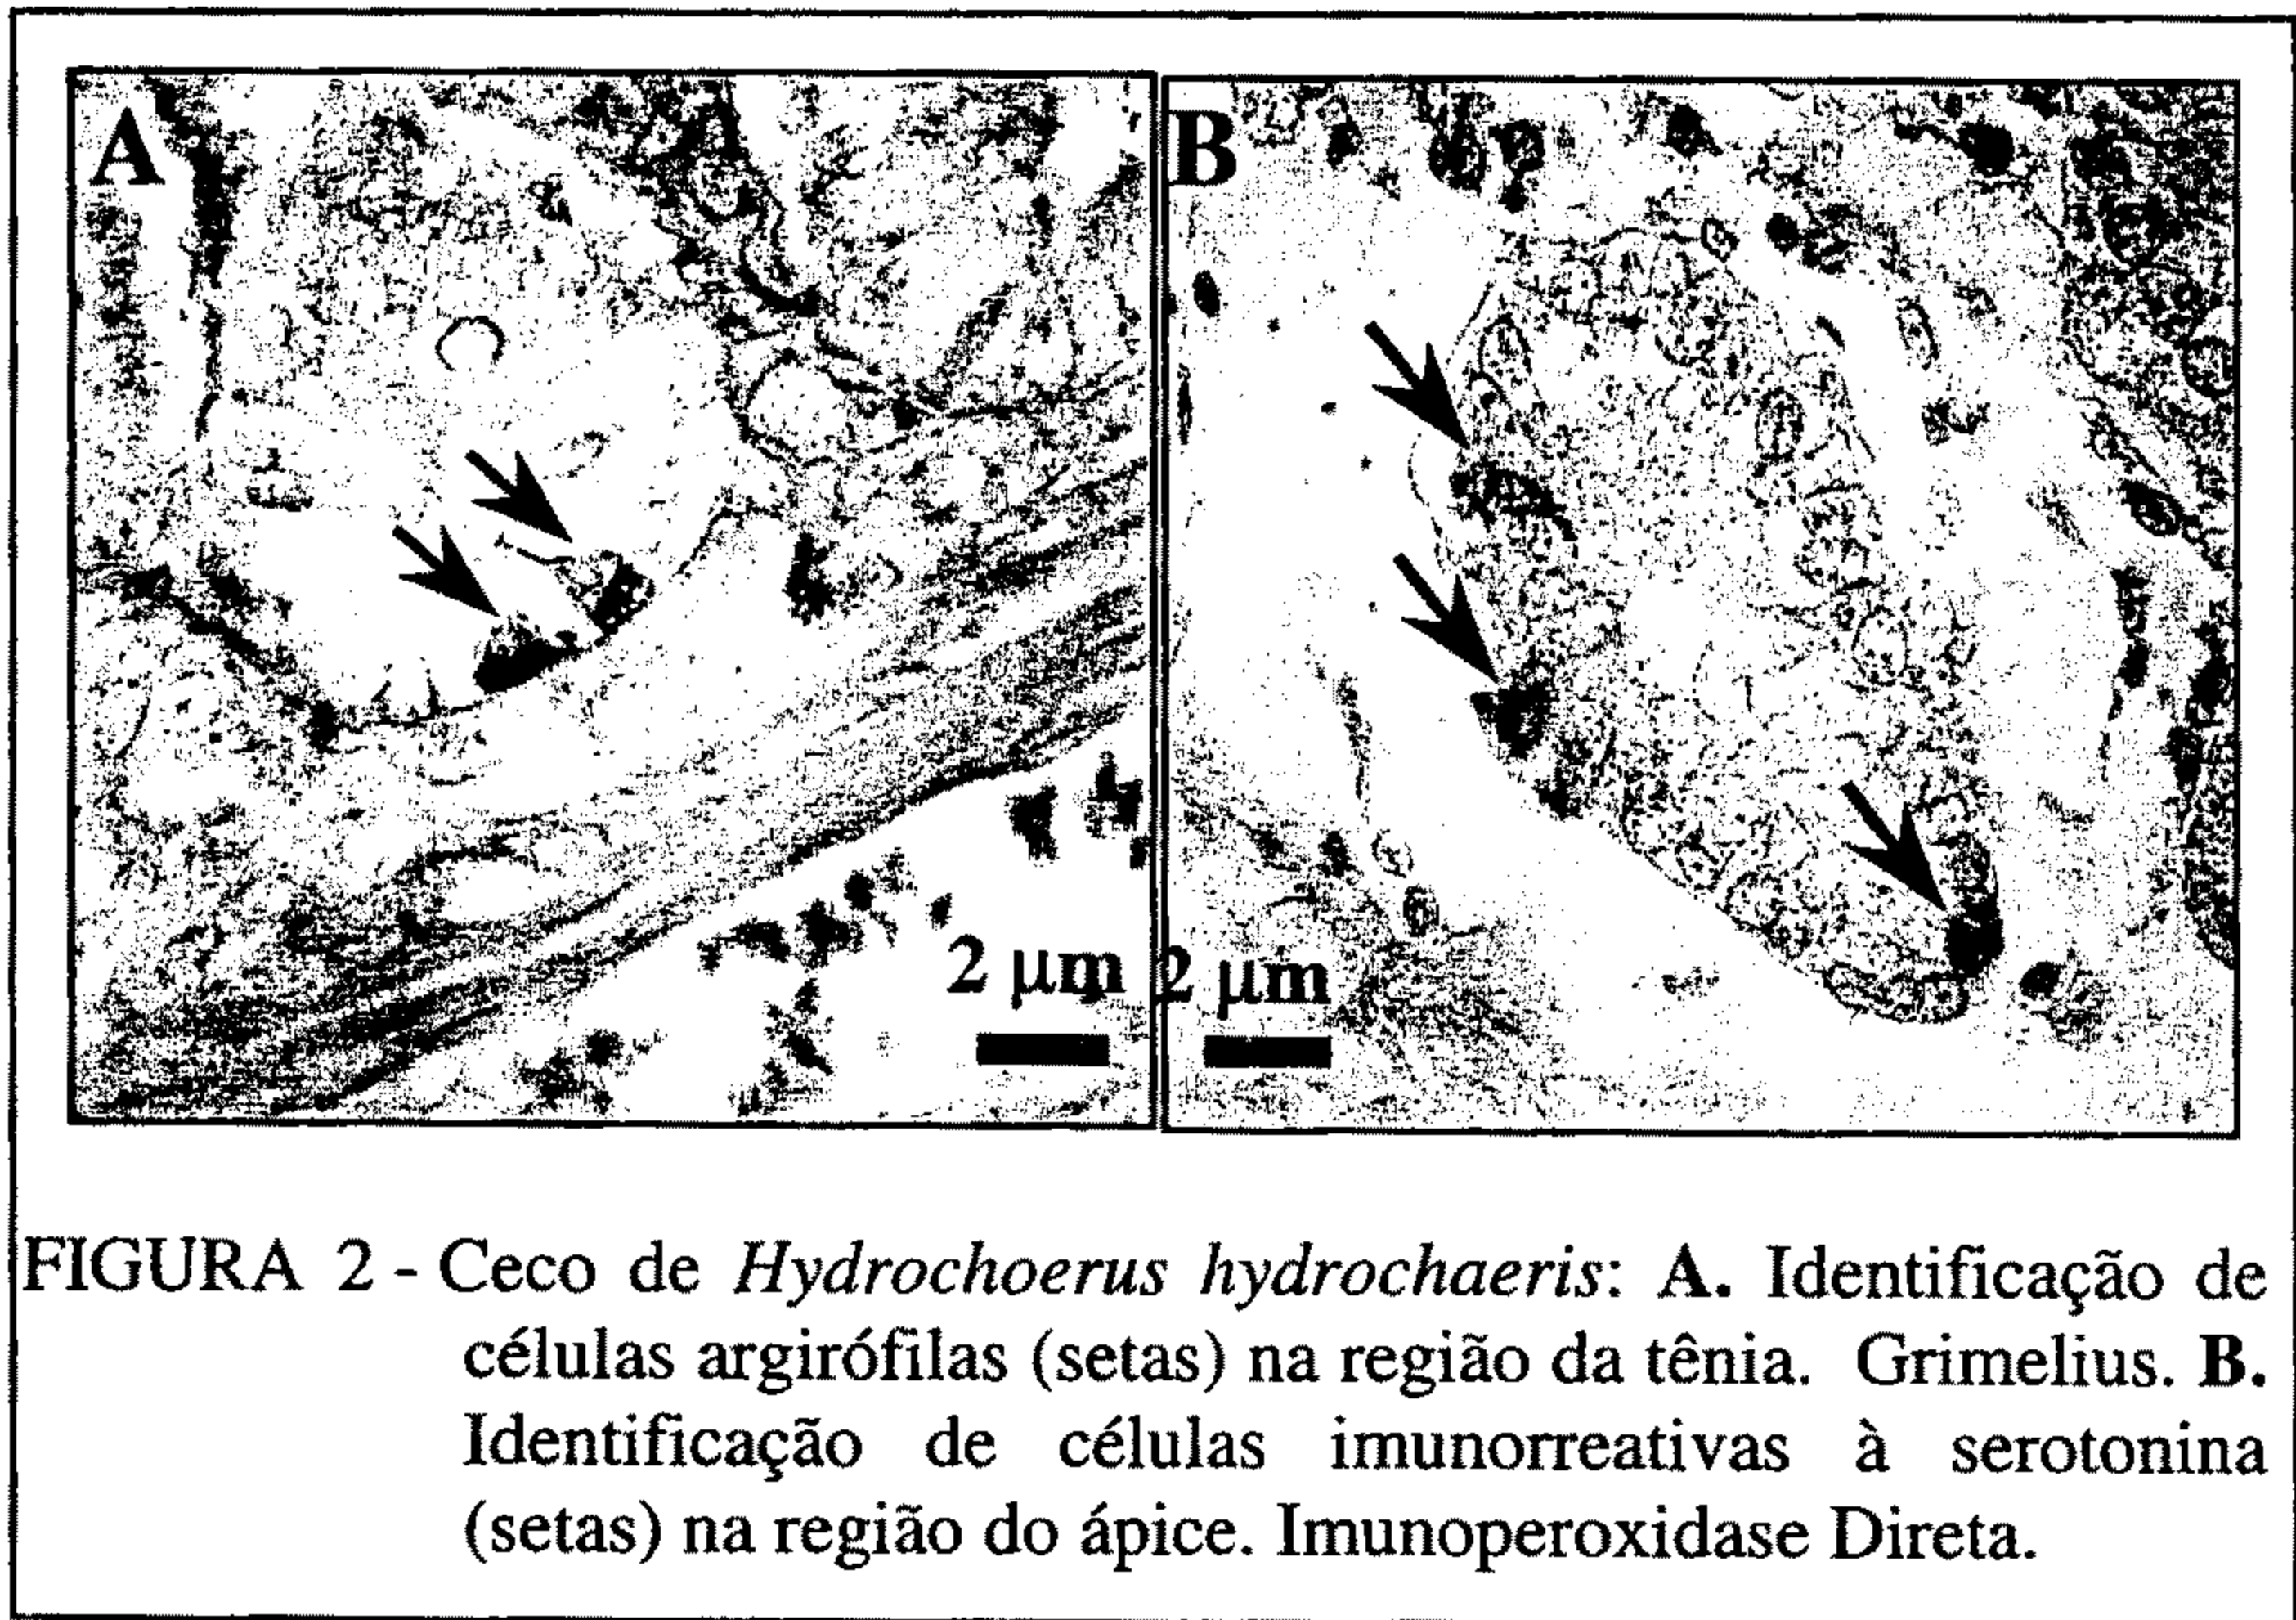 A
B
2 μm
2 μm
FIGURA 2 - Ceco de Hydrochoerus hydrochaeris: A. Identificação de
células argirófilas (setas) na região da tênia. Grimelius. B.
Identificação de células imunorreativas à serotonina
(setas) na região do ápice. Imunoperoxidase Direta.